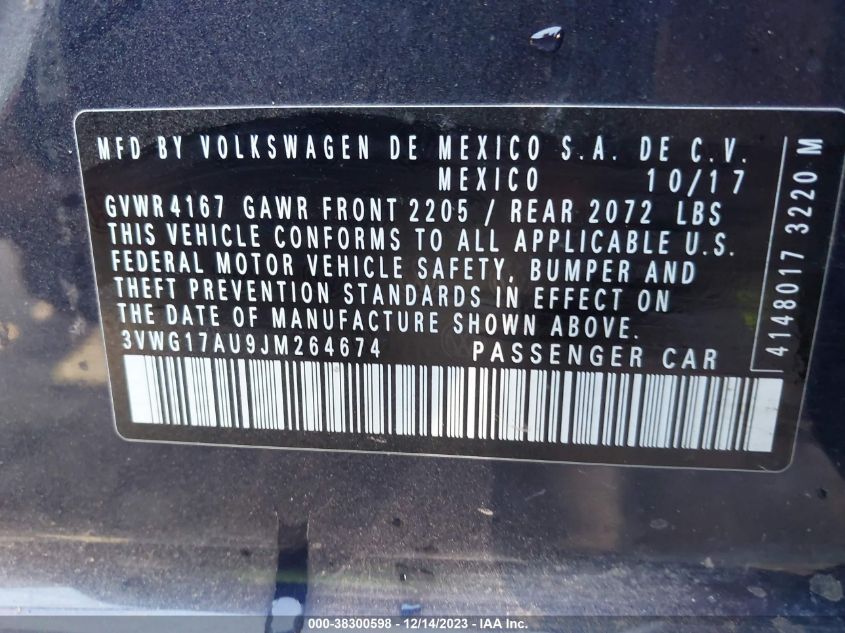 MFD BY VOLKSWAGEN DE MEXICO S.A. DE C.V.
MEXICO 10/17
GVWR 4167 GAWR FRONT 2205 / REAR 2072 LBS
THIS VEHICLE CONFORMS TO ALL APPLICABLE U.S.
FEDERAL MOTOR VEHICLE SAFETY, BUMPER AND
THEFT PREVENTION STANDARDS IN EFFECT ON
THE DATE OF MANUFACTURE SHOWN ABOVE.
3VWG17AU9JM264674 PASSENGER CAR
4148017 3220 M
000-38300598 - 12/14/2023 - © IAA Inc.